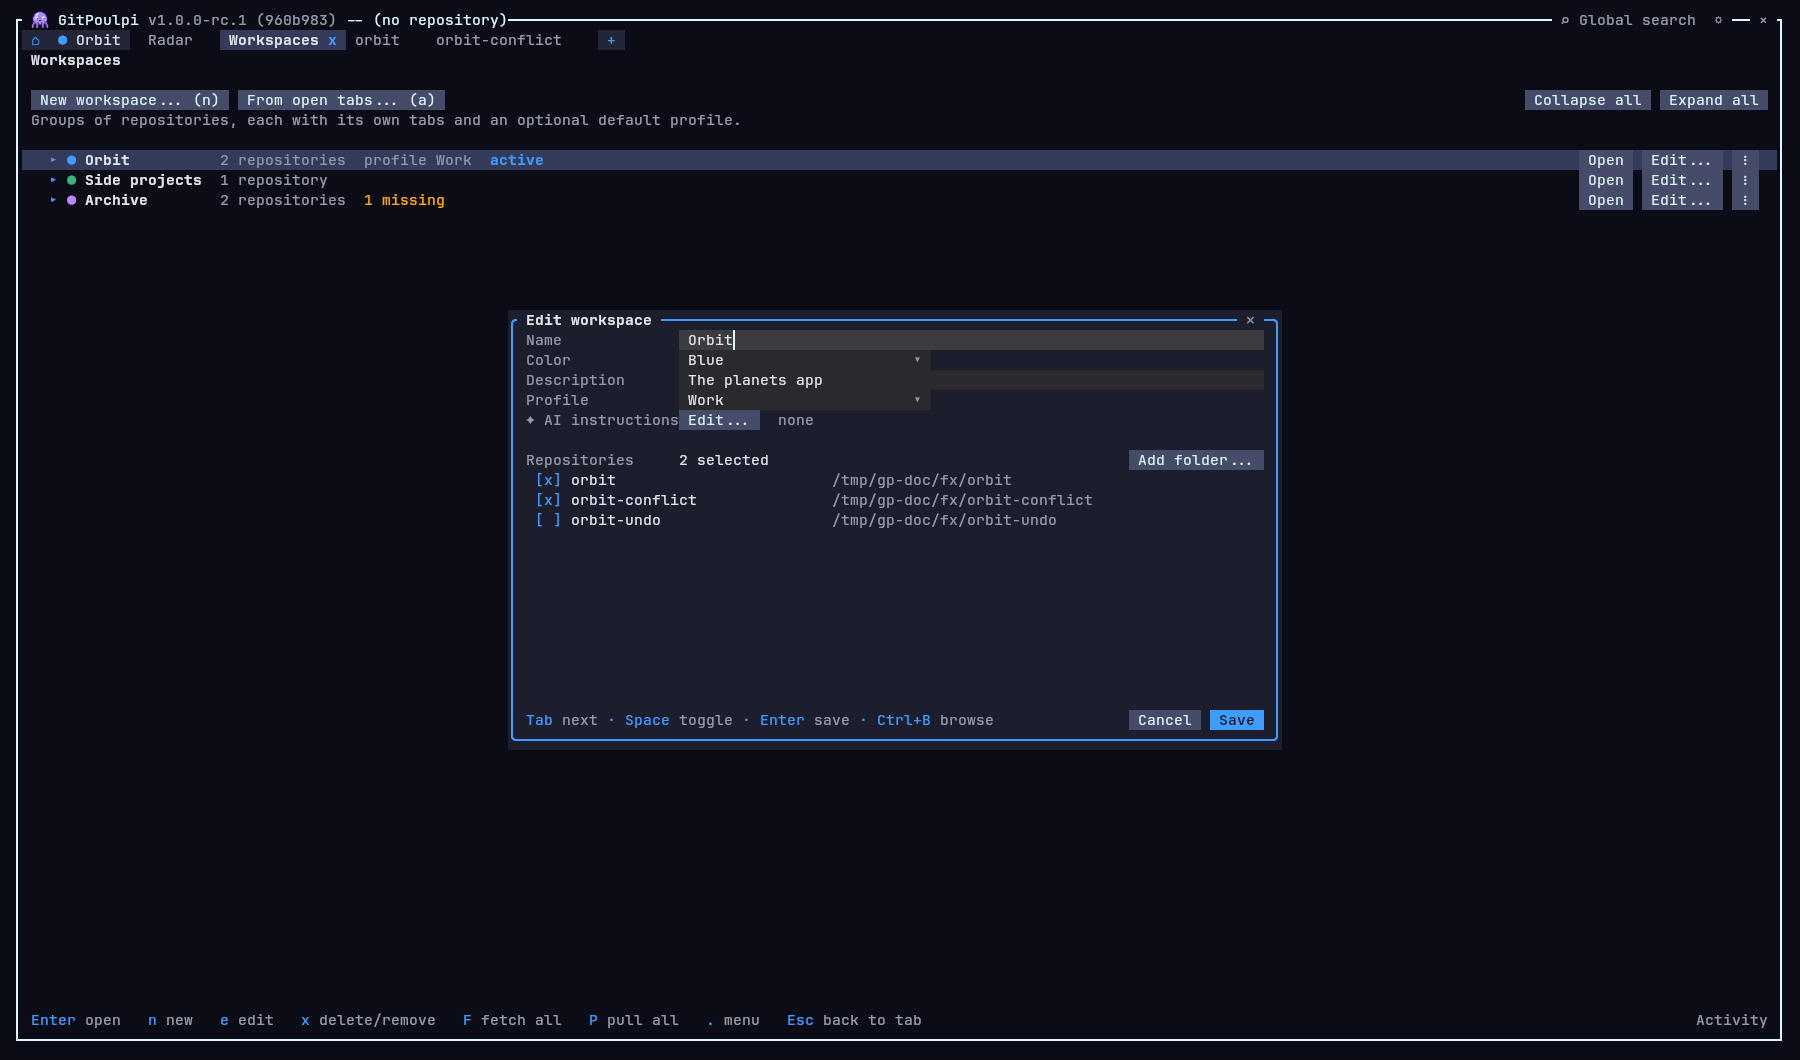 GitPoulpi v1.0.0-rc.1 (960b983) -- (no repository) Global search
Orbit Radar Workspaces x orbit orbit-conflict +
Workspaces
New workspace... (n) From open tabs... (a) Collapse all Expand all
Groups of repositories, each with its own tabs and an optional default profile.
Orbit 2 repositories profile Work active Open Edit...
Side projects 1 repository Open Edit...
Archive 2 repositories 1 missing Open Edit...
Edit workspace ×
Name Orbit
Color Blue
Description The planets app
Profile Work
✦ AI instructions Edit... none
Repositories 2 selected Add folder...
[x] orbit /tmp/gp-doc/fx/orbit
[x] orbit-conflict /tmp/gp-doc/fx/orbit-conflict
[ ] orbit-undo /tmp/gp-doc/fx/orbit-undo
Tab next · Space toggle · Enter save · Ctrl+B browse Cancel Save
Enter open n new e edit x delete/remove F fetch all P pull all . menu Esc back to tab Activity